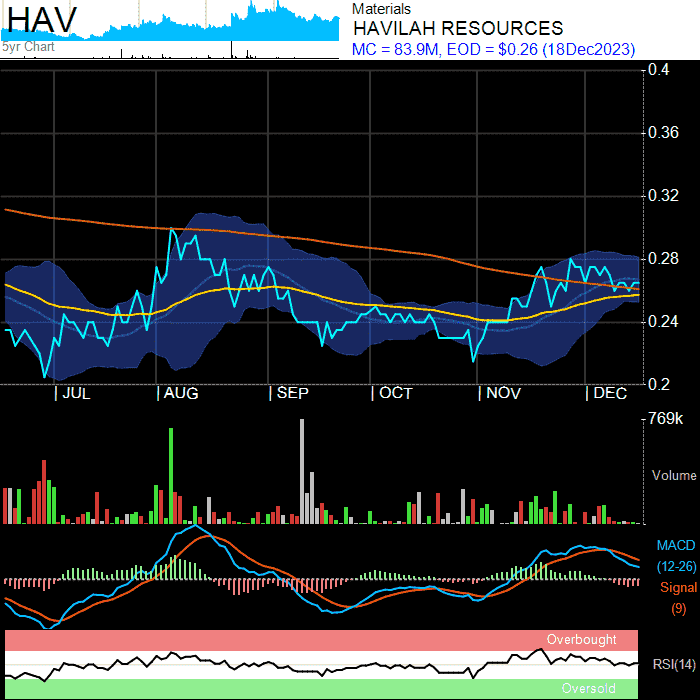 HAV
5yr Chart
Materials
HAVILAH RESOURCES
MC = 83.9M, EOD = $0.26 (18Dec2023)
0.4
0.36
0.32
0.28
0.24
0.2
| JUL | AUG | SEP | OCT | NOV | DEC
769k
Volume
MACD
(12-26)
Signal
(9)
Overbought
RSI(14)
Oversold